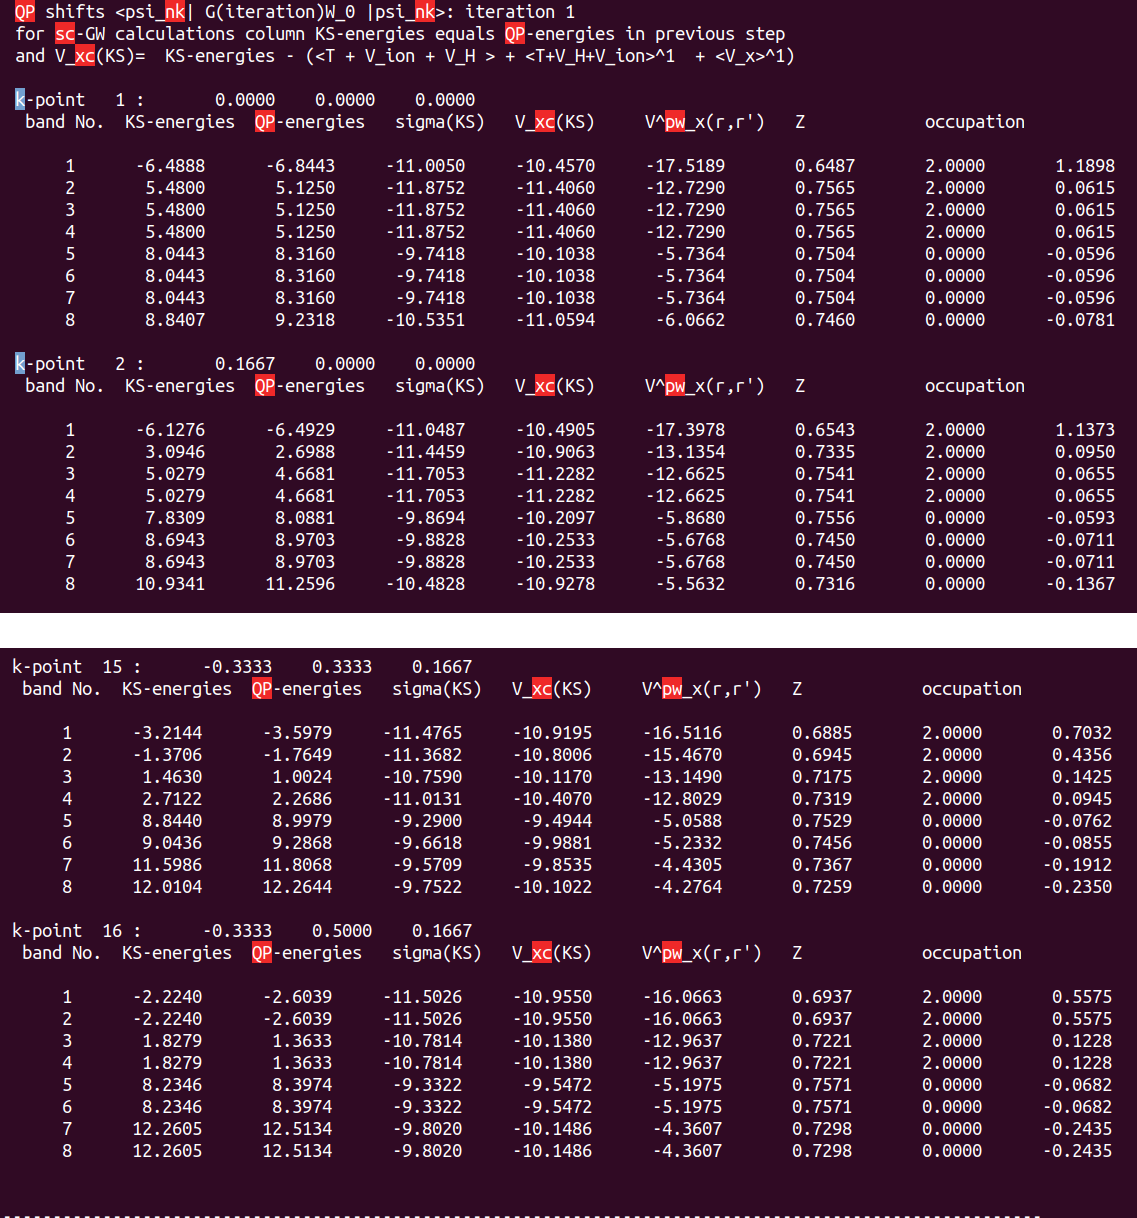 QP shifts <psi_nk| G(iteration)W_0 |psi_nk>: iteration 1
for sc-GW calculations column KS-energies equals QP-energies in previous step
and V_xc(KS)=  KS-energies - (<T + V_ion + V_H > + <T+V_H+V_ion>^1  + <V_x>^1)
k-point   1 :       0.0000    0.0000    0.0000
band No.  KS-energies  QP-energies   sigma(KS)   V_xc(KS)     V^pw_x(r,r')   Z            occupation
1      -6.4888      -6.8443     -11.0050     -10.4570     -17.5189       0.6487       2.0000       1.1898
2       5.4800       5.1250     -11.8752     -11.4060     -12.7290       0.7565       2.0000       0.0615
3       5.4800       5.1250     -11.8752     -11.4060     -12.7290       0.7565       2.0000       0.0615
4       5.4800       5.1250     -11.8752     -11.4060     -12.7290       0.7565       2.0000       0.0615
5       8.0443       8.3160      -9.7418     -10.1038      -5.7364       0.7504       0.0000      -0.0596
6       8.0443       8.3160      -9.7418     -10.1038      -5.7364       0.7504       0.0000      -0.0596
7       8.0443       8.3160      -9.7418     -10.1038      -5.7364       0.7504       0.0000      -0.0596
8       8.8407       9.2318     -10.5351     -11.0594      -6.0662       0.7460       0.0000      -0.0781
k-point   2 :       0.1667    0.0000    0.0000
band No.  KS-energies  QP-energies   sigma(KS)   V_xc(KS)     V^pw_x(r,r')   Z            occupation
1      -6.1276      -6.4929     -11.0487     -10.4905     -17.3978       0.6543       2.0000       1.1373
2       3.0946       2.6988     -11.4459     -10.9063     -13.1354       0.7335       2.0000       0.0950
3       5.0279       4.6681     -11.7053     -11.2282     -12.6625       0.7541       2.0000       0.0655
4       5.0279       4.6681     -11.7053     -11.2282     -12.6625       0.7541       2.0000       0.0655
5       7.8309       8.0881      -9.8694     -10.2097      -5.8680       0.7556       0.0000      -0.0593
6       8.6943       8.9703      -9.8828     -10.2533      -5.6768       0.7450       0.0000      -0.0711
7       8.6943       8.9703      -9.8828     -10.2533      -5.6768       0.7450       0.0000      -0.0711
8      10.9341      11.2596     -10.4828     -10.9278      -5.5632       0.7316       0.0000      -0.1367
k-point  15 :      -0.3333    0.3333    0.1667
band No.  KS-energies  QP-energies   sigma(KS)   V_xc(KS)     V^pw_x(r,r')   Z            occupation
1      -3.2144      -3.5979     -11.4765     -10.9195     -16.5116       0.6885       2.0000       0.7032
2      -1.3706      -1.7649     -11.3682     -10.8006     -15.4670       0.6945       2.0000       0.4356
3       1.4630       1.0024     -10.7590     -10.1170     -13.1490       0.7175       2.0000       0.1425
4       2.7122       2.2686     -11.0131     -10.4070     -12.8029       0.7319       2.0000       0.0945
5       8.8440       8.9979      -9.2900      -9.4944      -5.0588       0.7529       0.0000      -0.0762
6       9.0436       9.2868      -9.6618      -9.9881      -5.2332       0.7456       0.0000      -0.0855
7      11.5986      11.8068      -9.5709      -9.8535      -4.4305       0.7367       0.0000      -0.1912
8      12.0104      12.2644      -9.7522     -10.1022      -4.2764       0.7259       0.0000      -0.2350
k-point  16 :      -0.3333    0.5000    0.1667
band No.  KS-energies  QP-energies   sigma(KS)   V_xc(KS)     V^pw_x(r,r')   Z            occupation
1      -2.2240      -2.6039     -11.5026     -10.9550     -16.0663       0.6937       2.0000       0.5575
2      -2.2240      -2.6039     -11.5026     -10.9550     -16.0663       0.6937       2.0000       0.5575
3       1.8279       1.3633     -10.7814     -10.1380     -12.9637       0.7221       2.0000       0.1228
4       1.8279       1.3633     -10.7814     -10.1380     -12.9637       0.7221       2.0000       0.1228
5       8.2346       8.3974      -9.3322      -9.5472      -5.1975       0.7571       0.0000      -0.0682
6       8.2346       8.3974      -9.3322      -9.5472      -5.1975       0.7571       0.0000      -0.0682
7      12.2605      12.5134      -9.8020     -10.1486      -4.3607       0.7298       0.0000      -0.2435
8      12.2605      12.5134      -9.8020     -10.1486      -4.3607       0.7298       0.0000      -0.2435
--------------------------------------------------------------------------------------------------------